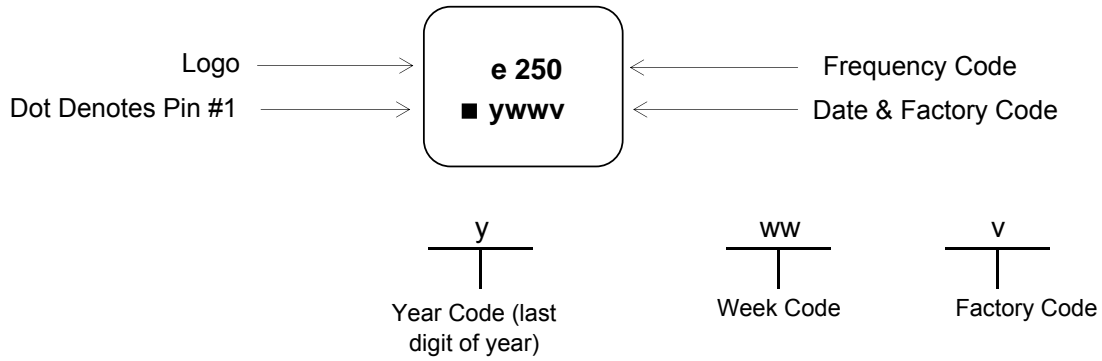 Logo
e 250
Frequency Code
Dot Denotes Pin #1
■ ywwv
Date & Factory Code
y
ww
v
Year Code (last
digit of year)
Week Code
Factory Code